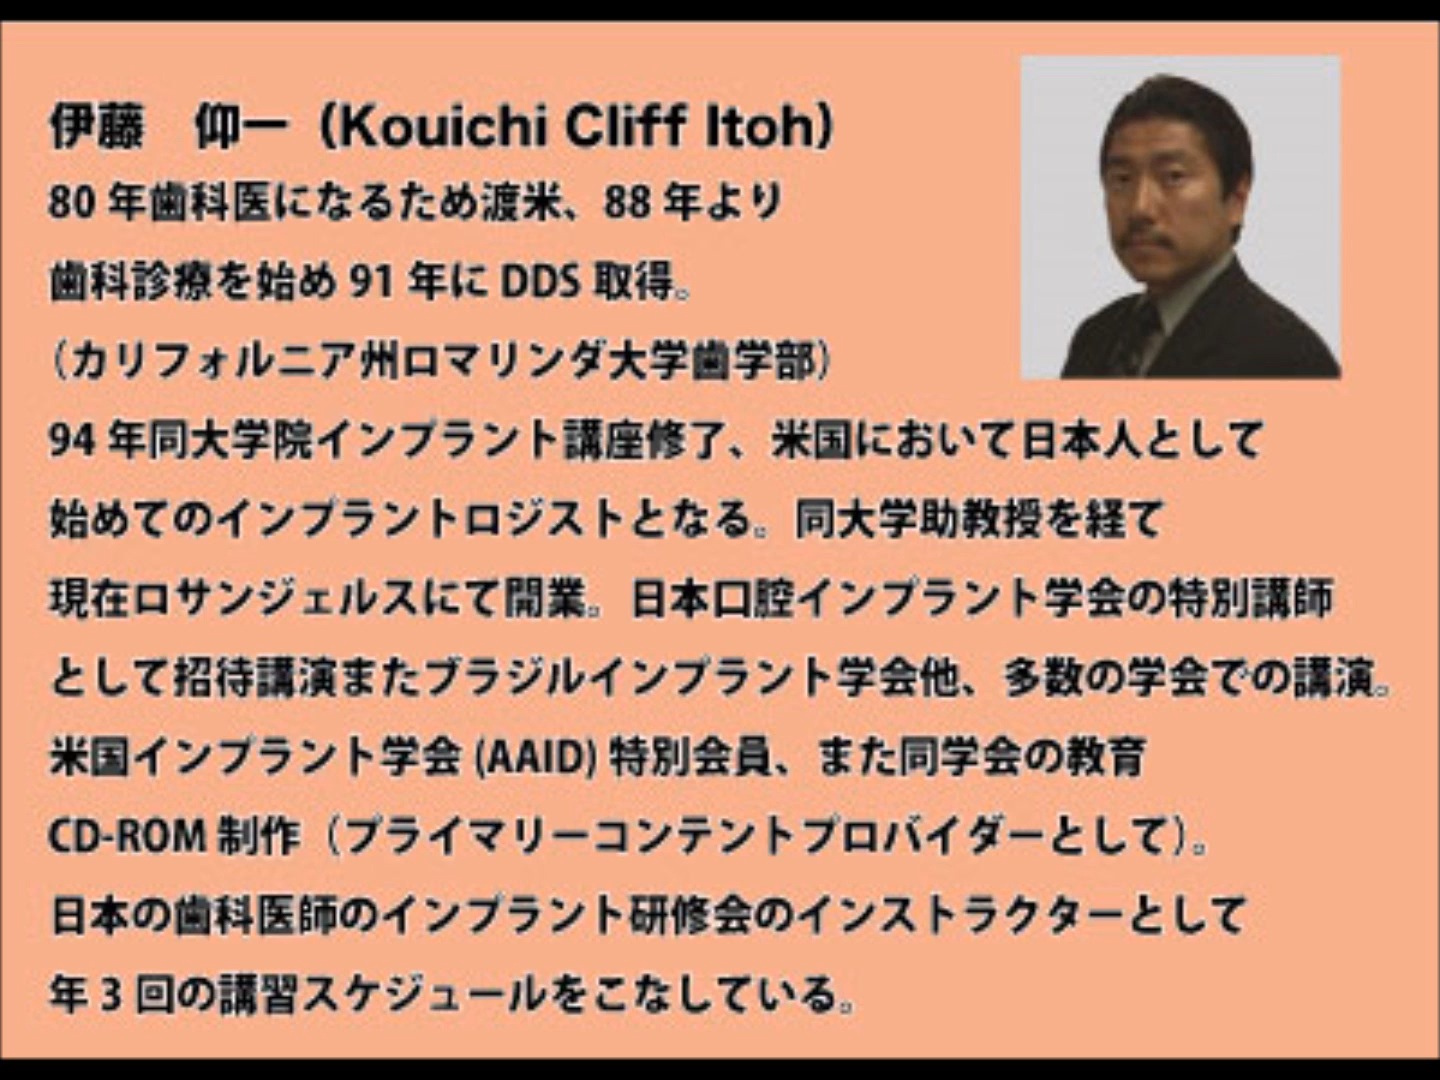 伊藤　仰一（Kouichi Cliff Itoh）
80 年歯科医になるため渡米、88 年より
歯科診療を始め 91 年に DDS 取得。
（カリフォルニア州ロマリンダ大学歯学部）
94 年同大学院インプラント講座修了、米国において日本人として
始めてのインプラントロジストとなる。同大学助教授を経て
現在ロサンジェルスにて開業。日本口腔インプラント学会の特別講師
として招待講演またブラジルインプラント学会他、多数の学会での講演。
米国インプラント学会 (AAID) 特別会員、また同学会の教育
CD-ROM 制作（プライマリーコンテントプロバイダーとして）。
日本の歯科医師のインプラント研修会のインストラクターとして
年 3 回の講習スケジュールをこなしている。